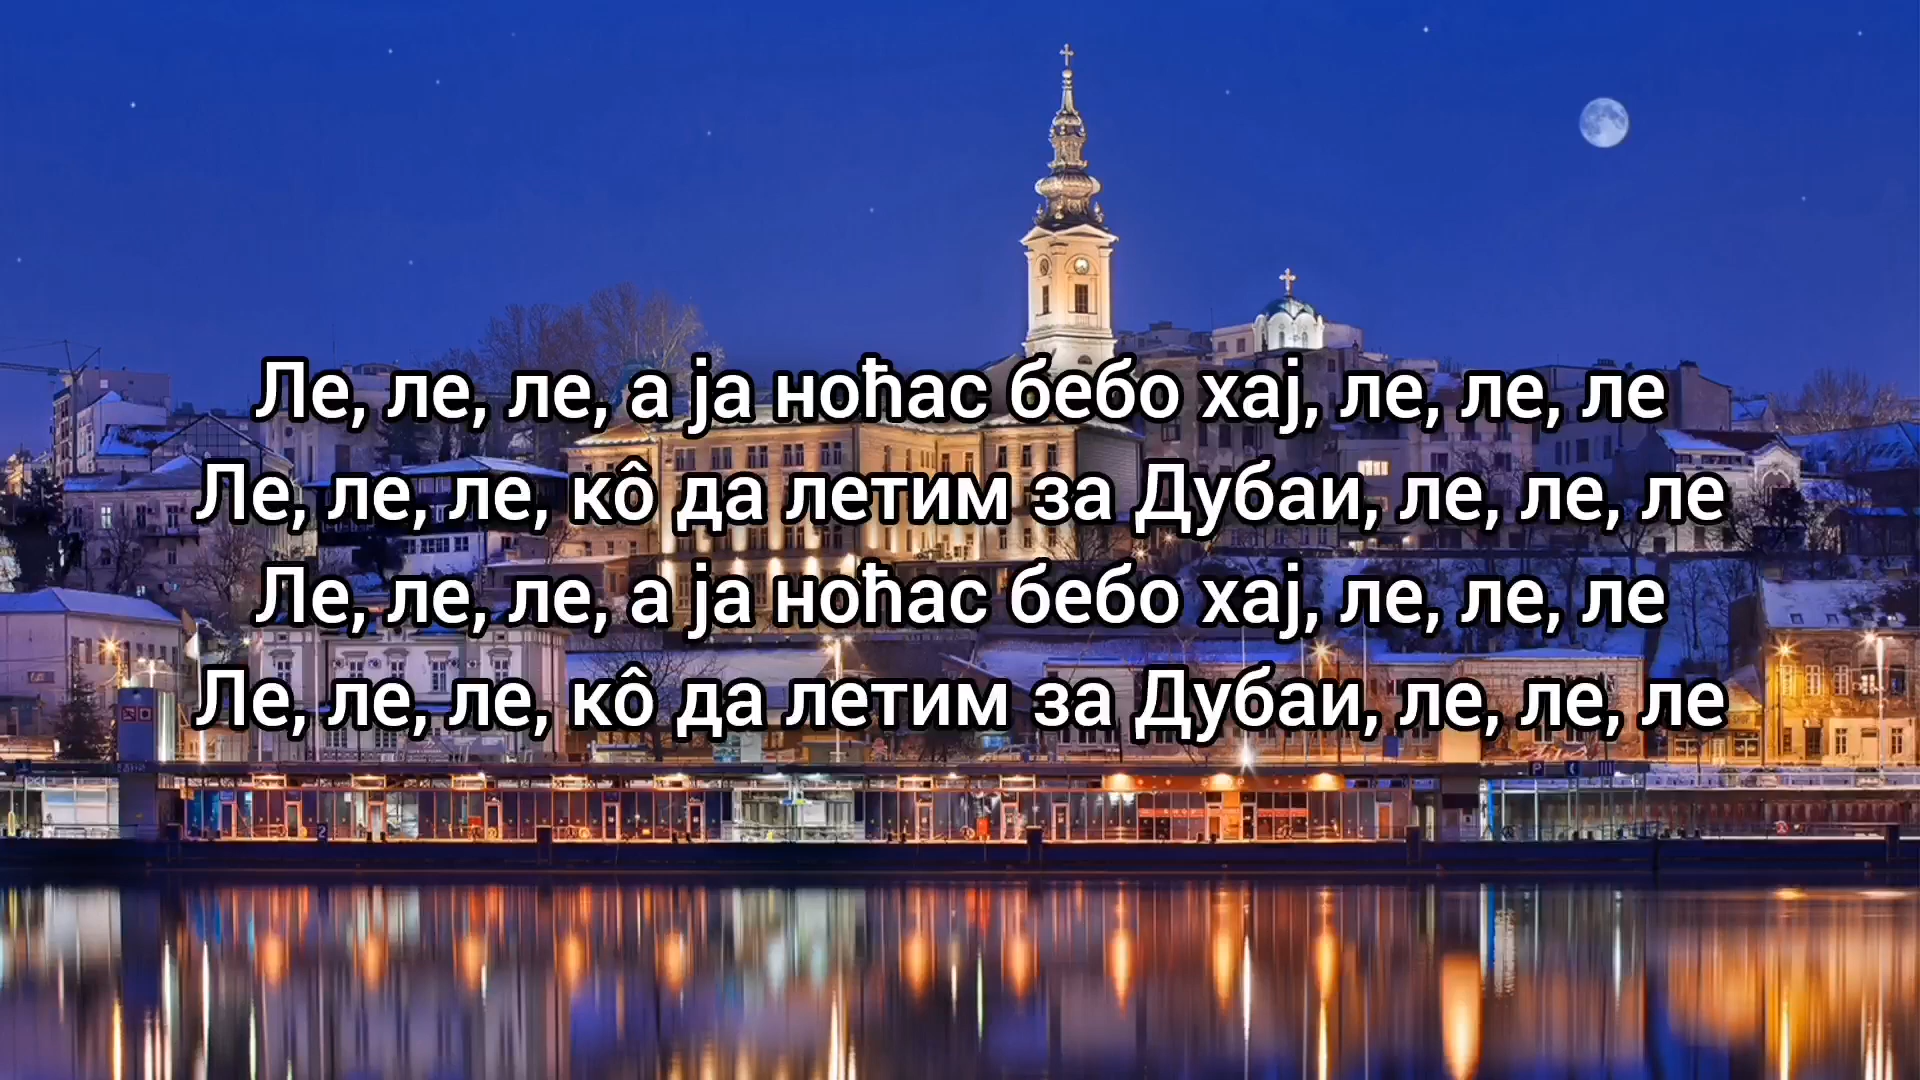 Ле, ле, ле, а ја ноћас бебо хај, ле, ле, ле
Ле, ле, ле, кô да летим за Дубаи, ле, ле, ле
Ле, ле, ле, а ја ноћас бебо хај, ле, ле, ле
Ле, ле, ле, кô да летим за Дубаи, ле, ле, ле